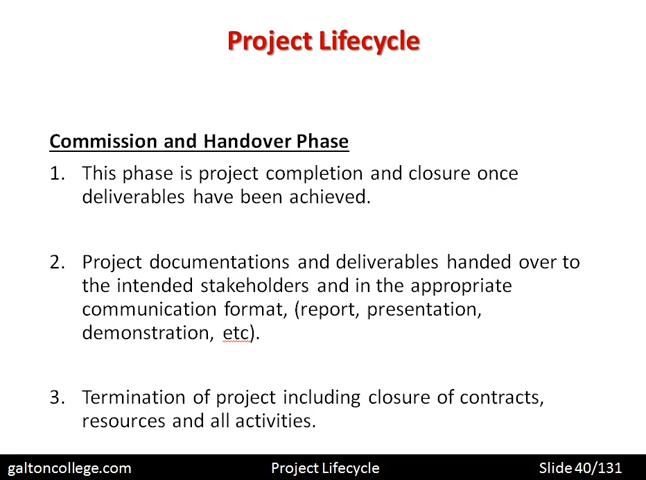 Project Lifecycle
Commission and Handover Phase
1. This phase is project completion and closure once
deliverables have been achieved.
2. Project documentations and deliverables handed over to
the intended stakeholders and in the appropriate
communication format, (report, presentation,
demonstration, etc).
3. Termination of project including closure of contracts,
resources and all activities.
galtoncollege.com Project Lifecycle Slide 40/131